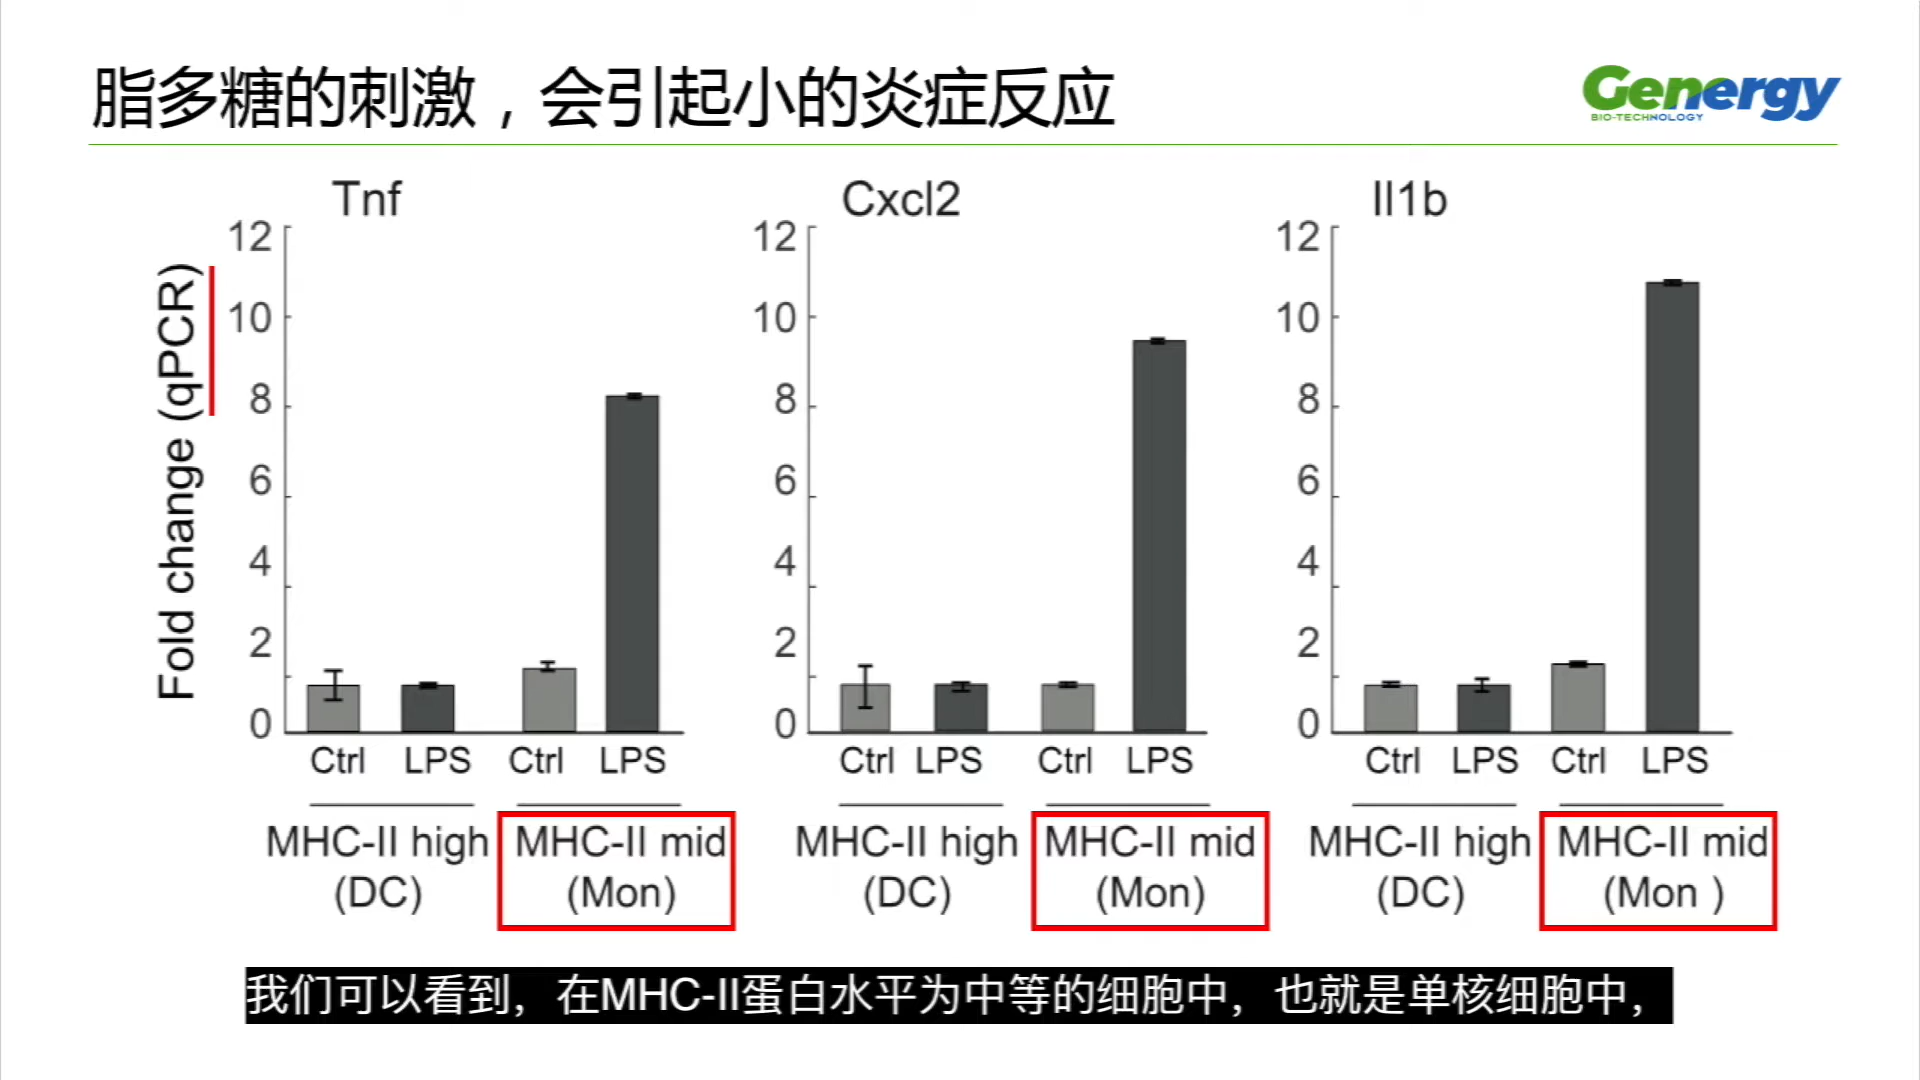 脂多糖的刺激，会引起小的炎症反应
Genergy
BIO-TECHNOLOGY
Tnf
Cxcl2
Il1b
Fold change (qPCR)
12
10
8
6
4
2
0
12
10
8
6
4
2
0
12
10
8
6
4
2
0
Ctrl LPS Ctrl LPS
Ctrl LPS Ctrl LPS
Ctrl LPS Ctrl LPS
MHC-II high
(DC)
MHC-II mid
(Mon)
MHC-II high
(DC)
MHC-II mid
(Mon)
MHC-II high
(DC)
MHC-II mid
(Mon )
我们可以看到，在MHC-II蛋白水平为中等的细胞中，也就是单核细胞中，